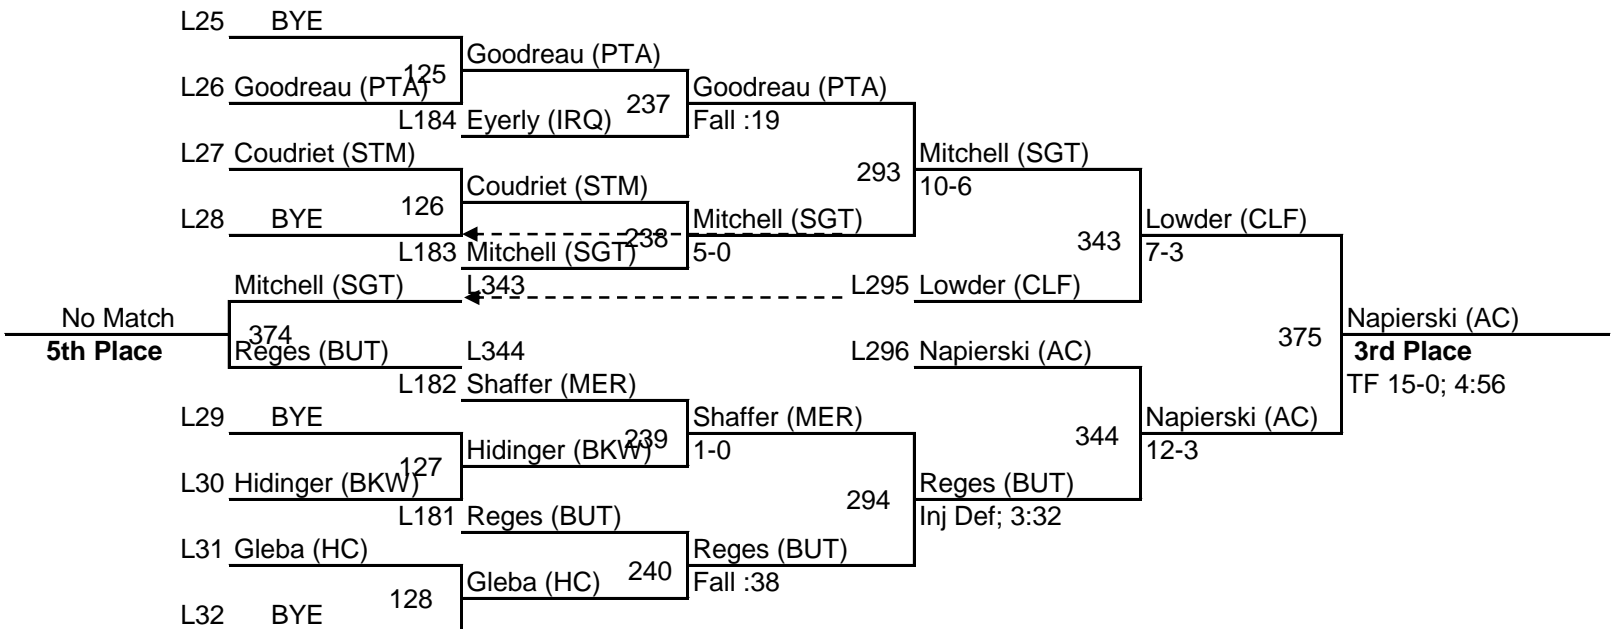 L25 BYE
Goodreau (PTA)
125
L26 Goodreau (PTA) 237 Goodreau (PTA)
L184 Eyerly (IRQ) Fall :19
L27 Coudriet (STM) 293 Mitchell (SGT)
Coudriet (STM) 10-6
126
L28 BYE 238 Mitchell (SGT) 343 Lowder (CLF)
L183 Mitchell (SGT) 5-0 7-3
Mitchell (SGT) L343 L295 Lowder (CLF)
No Match 374 375 Napierski (AC)
5th Place Reges (BUT) L344 L296 Napierski (AC) 3rd Place
L182 Shaffer (MER) TF 15-0; 4:56
L29 BYE 239 Shaffer (MER) 344 Napierski (AC)
Hidinger (BKW) 1-0 12-3
127
L30 Hidinger (BKW) 294 Reges (BUT)
L181 Reges (BUT) Inj Def; 3:32
L31 Gleba (HC) 240 Reges (BUT)
Gleba (HC) Fall :38
128
L32 BYE